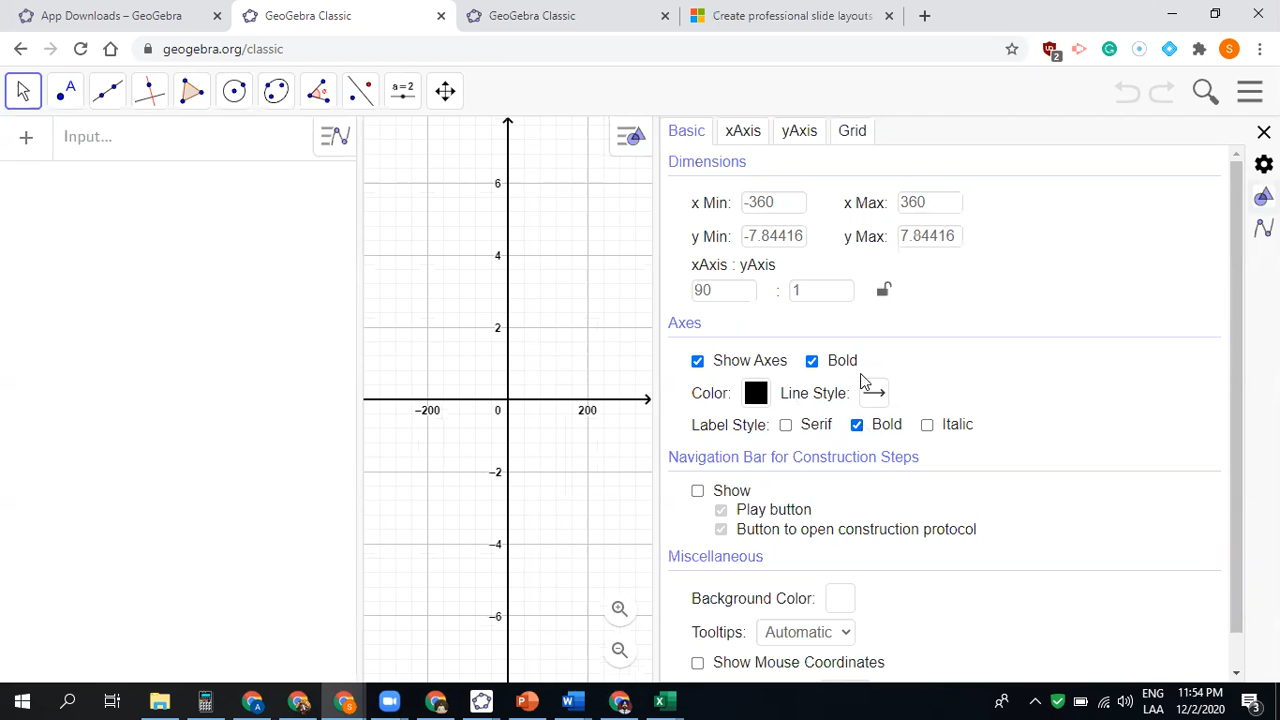 App Downloads – GeoGebra
GeoGebra Classic
GeoGebra Classic
Create professional slide layouts
geogebra.org/classic
2
S
A
a=2
Input...
Basic
xAxis
yAxis
Grid
Dimensions
x Min: -360
x Max: 360
y Min: -7.84416
y Max: 7.84416
xAxis : yAxis
90 : 1
Axes
Show Axes
Bold
Color:
Line Style:
Label Style:
Serif
Bold
Italic
Navigation Bar for Construction Steps
Show
Play button
Button to open construction protocol
Miscellaneous
Background Color:
Tooltips: Automatic
Show Mouse Coordinates
6
4
2
–200
0
200
–2
–4
–6
ENG
LAA
11:54 PM
12/2/2020
3